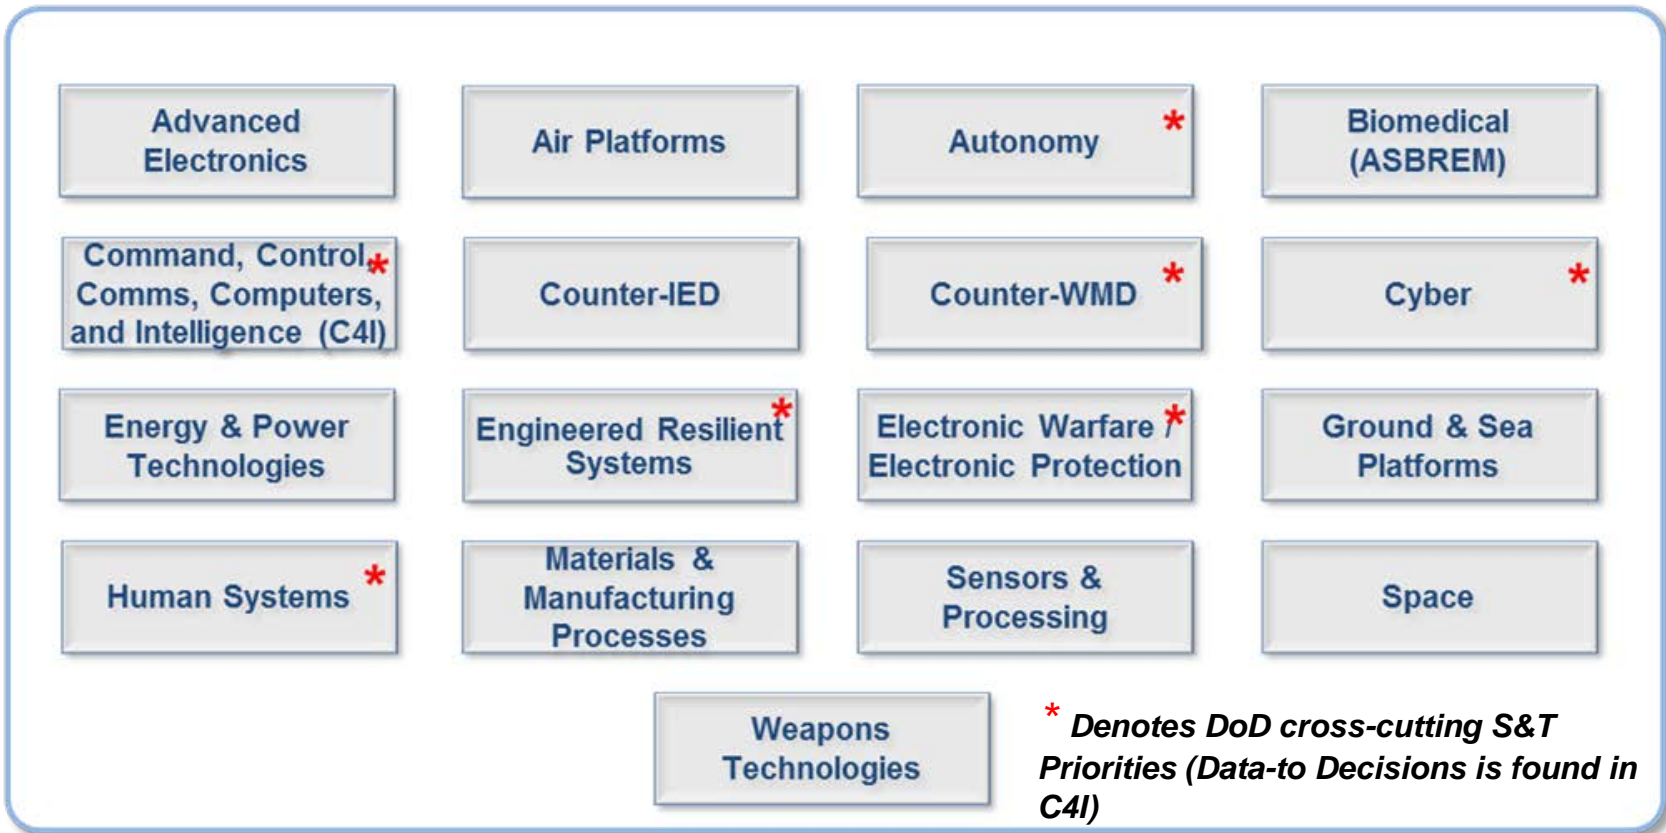 Advanced
Electronics
Air Platforms
Autonomy *
Biomedical
(ASBREM)
Command, Control, *
Comms, Computers,
and Intelligence (C4I)
Counter-IED
Counter-WMD *
Cyber *
Energy & Power
Technologies
Engineered Resilient *
Systems
Electronic Warfare / *
Electronic Protection
Ground & Sea
Platforms
Human Systems *
Materials &
Manufacturing
Processes
Sensors &
Processing
Space
Weapons
Technologies
* Denotes DoD cross-cutting S&T
Priorities (Data-to Decisions is found in
C4I)